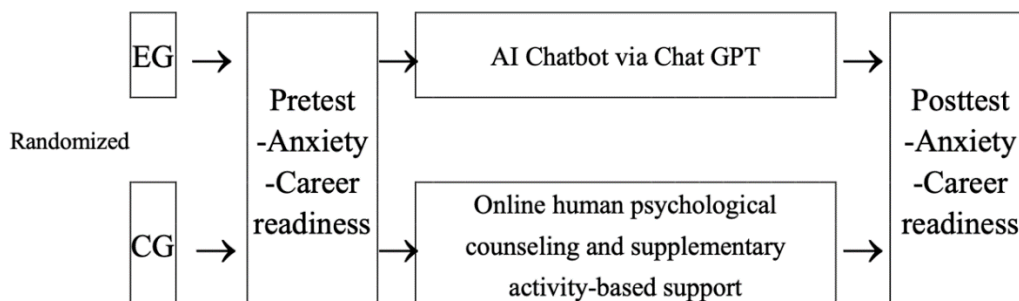 EG
AI Chatbot via Chat GPT
Randomized
Pretest
-Anxiety
-Career
readiness
Posttest
-Anxiety
-Career
readiness
CG
Online human psychological
counseling and supplementary
activity-based support